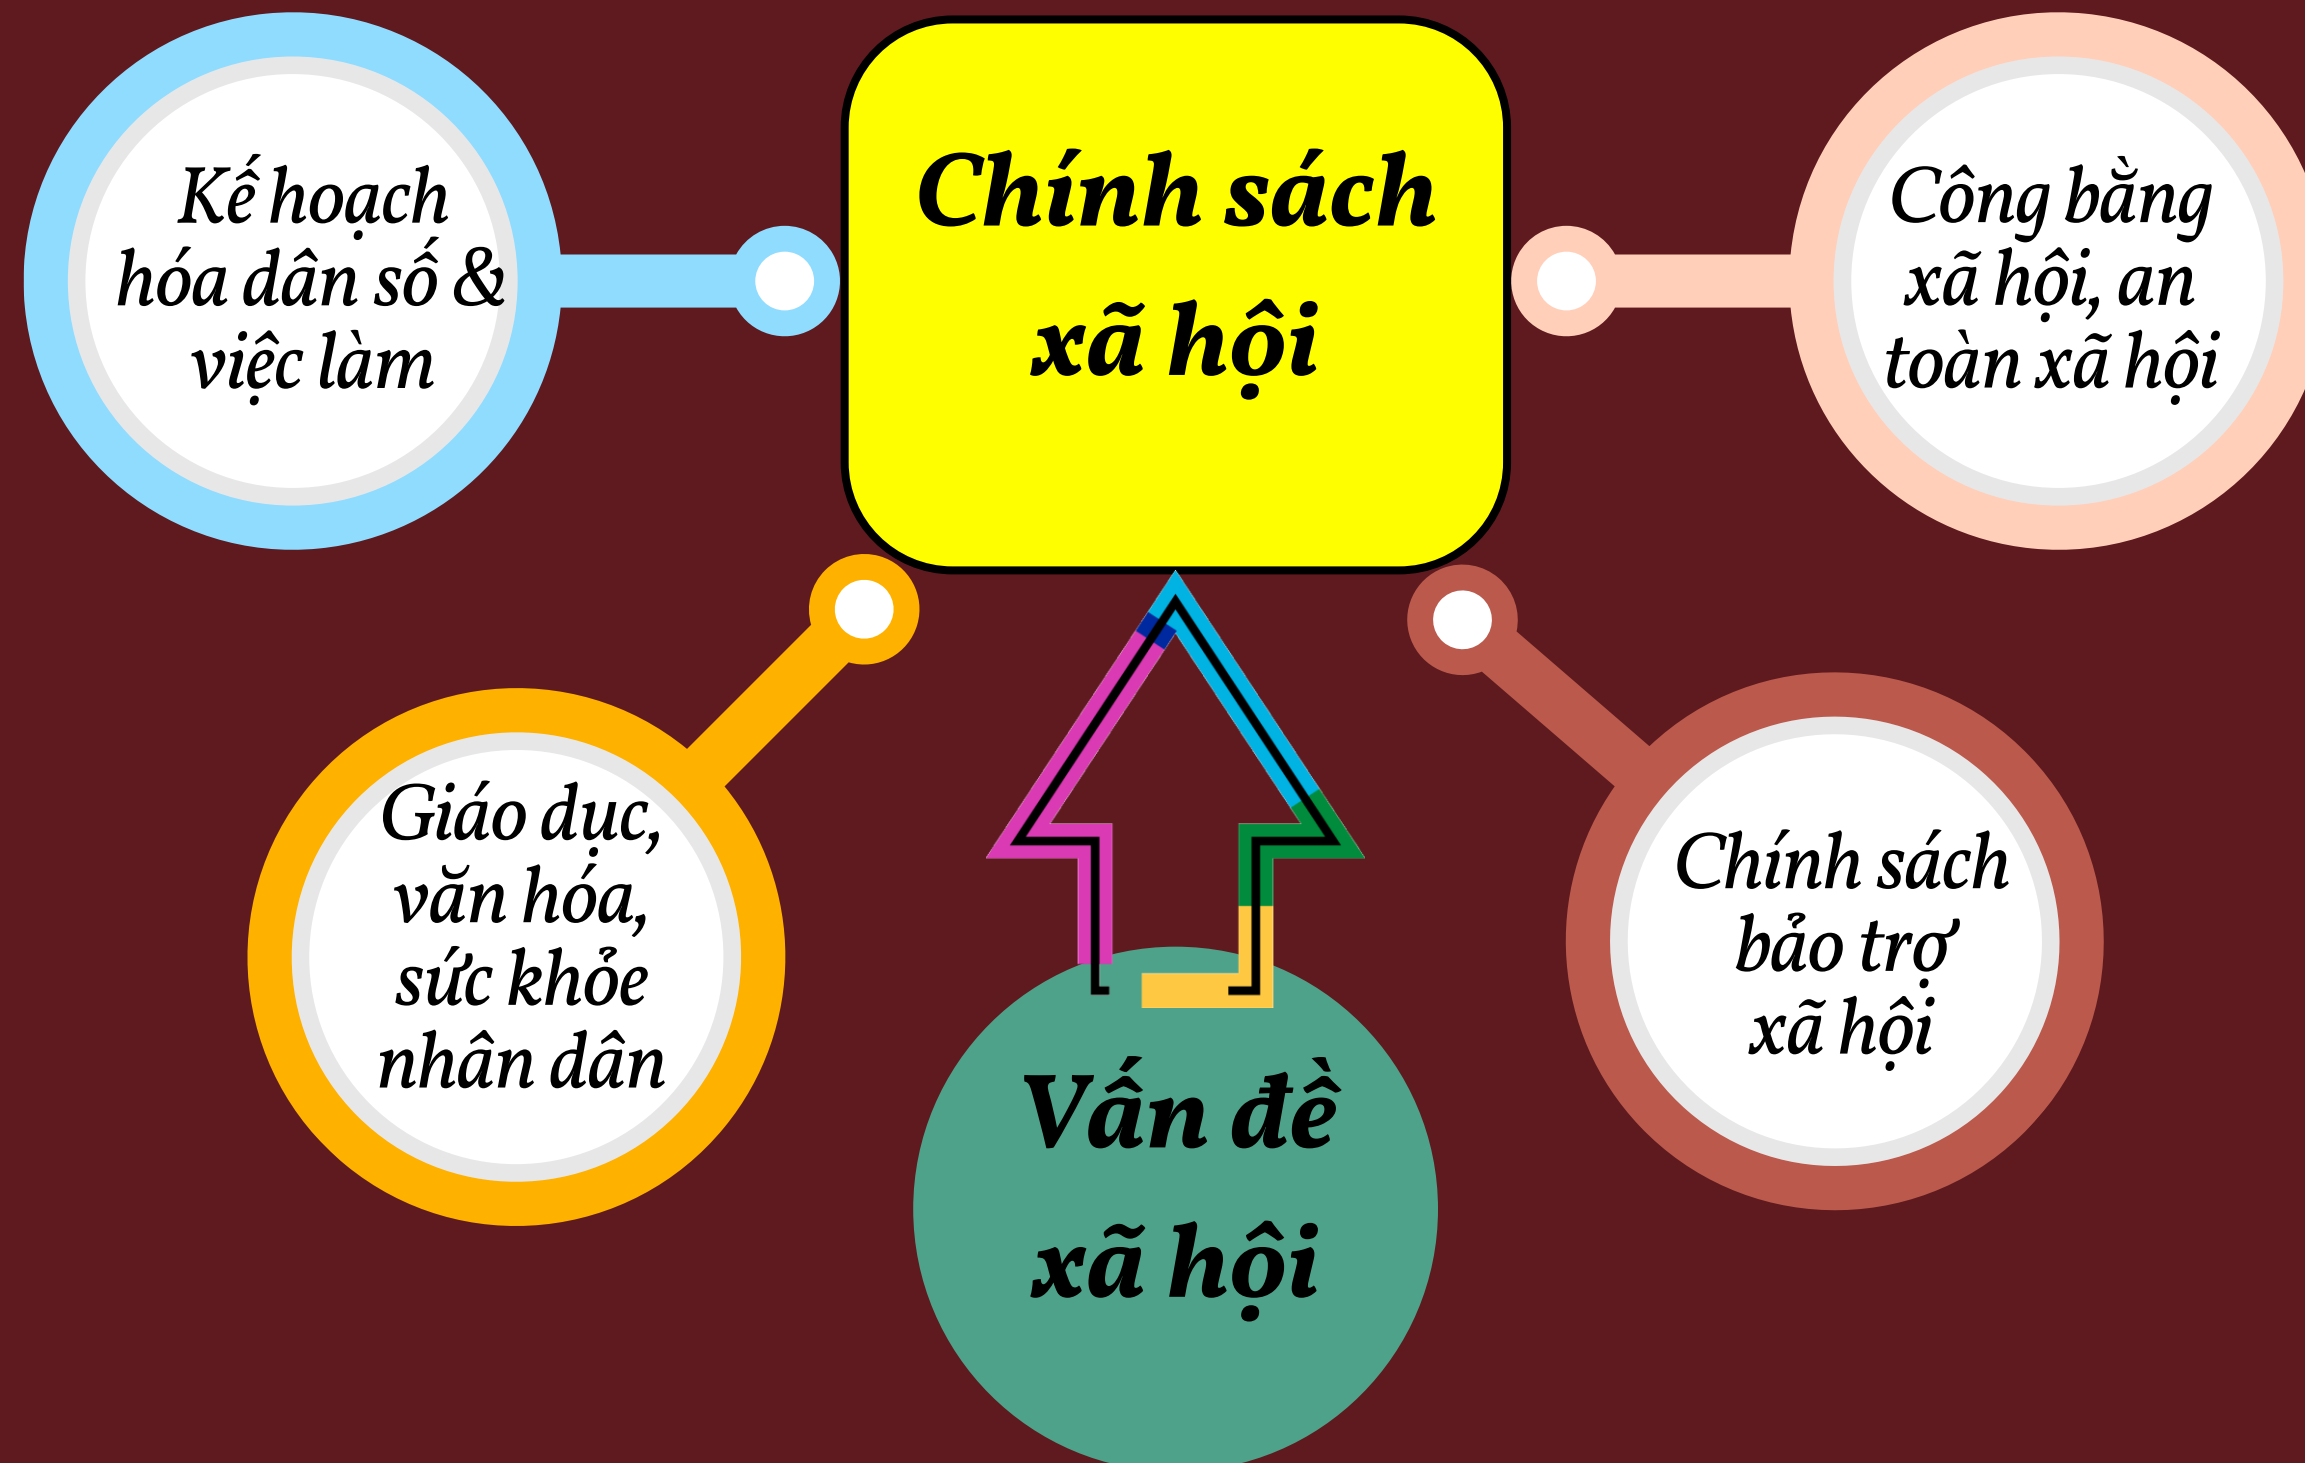 Kế hoạch
hóa dân số &
việc làm
Chính sách
xã hội
Công bằng
xã hội, an
toàn xã hội
Giáo dục,
văn hóa,
sức khỏe
nhân dân
Chính sách
bảo trợ
xã hội
Vấn đề
xã hội